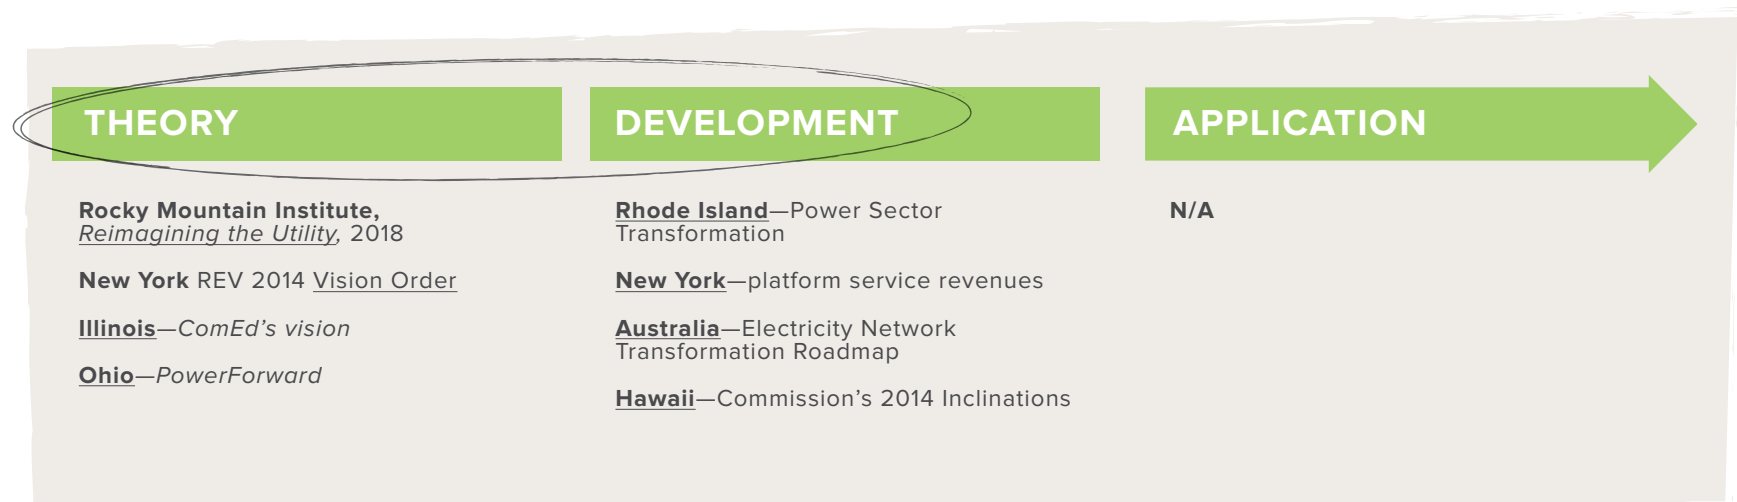 THEORY
DEVELOPMENT
APPLICATION
Rocky Mountain Institute,
Reimagining the Utility, 2018
New York REV 2014 Vision Order
Illinois—ComEd’s vision
Ohio—PowerForward
Rhode Island—Power Sector
Transformation
New York—platform service revenues
Australia—Electricity Network
Transformation Roadmap
Hawaii—Commission’s 2014 Inclinations
N/A